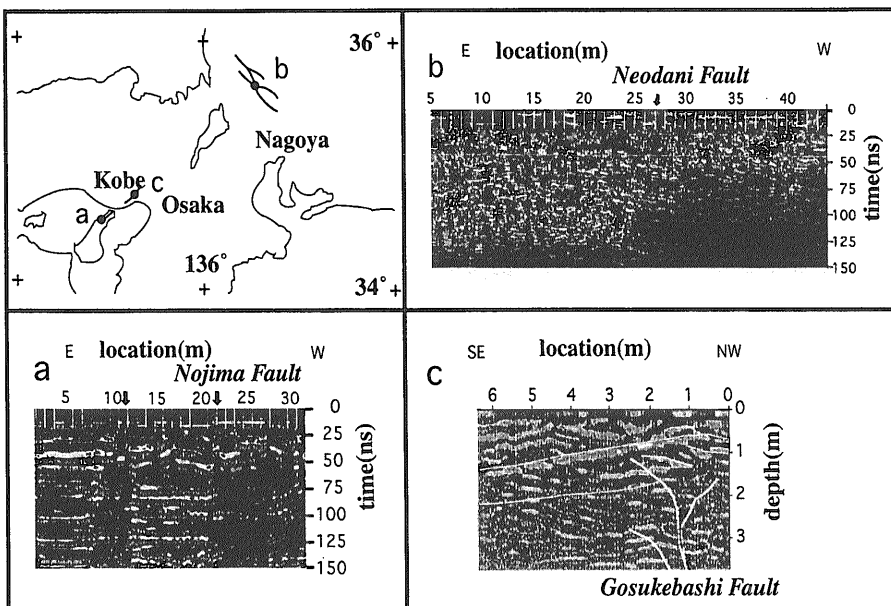 36°
b
Nagoya
Kobe
c
Osaka
a
136°
34°
b
E location(m) W
Neodani Fault
5 10 15 20 25 30 35 40
0
25
50
75
100
125
150
time(ns)
a
E location(m) W
Nojima Fault
5 10 15 20 25 30
0
25
50
75
100
125
150
time(ns)
c
SE location(m) NW
6 5 4 3 2 1 0
0
1
2
3
depth(m)
Gosukebashi Fault